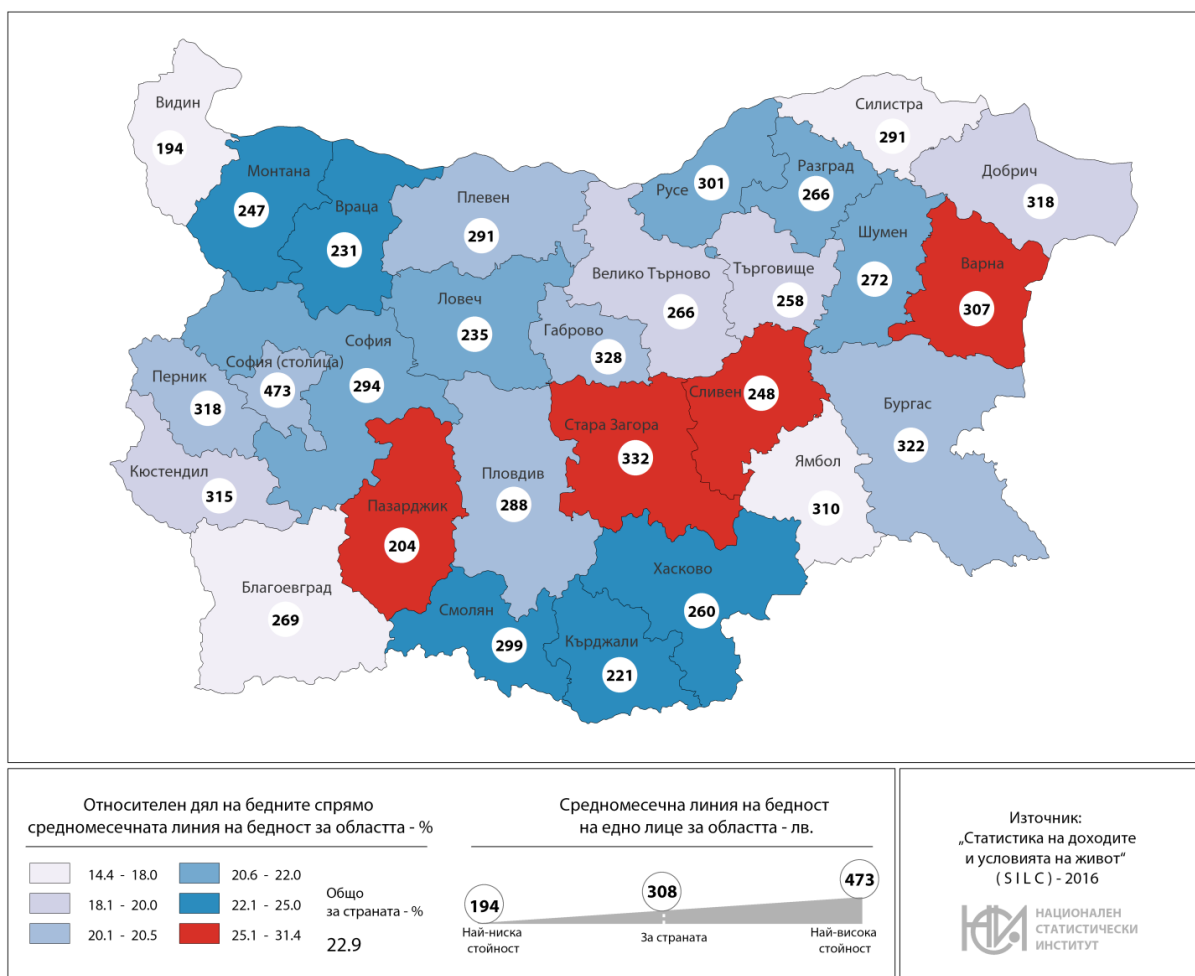 Видин
194
Монтана
247
Враца
231
Плевен
291
Силистра
291
Русе
301
Разград
266
Добрич
318
Шумен
272
Варна
307
Велико Търново
266
Търговище
258
Ловеч
235
Габрово
328
София
294
София (столица)
473
Перник
318
Кюстендил
315
Сливен
248
Стара Загора
332
Бургас
322
Ямбол
310
Пловдив
288
Пазарджик
204
Благоевград
269
Хасково
260
Смолян
299
Кърджали
221
Относителен дял на бедните спрямо
средномесечната линия на бедност за областта - %
14.4 - 18.0
18.1 - 20.0
20.1 - 20.5
20.6 - 22.0
22.1 - 25.0
25.1 - 31.4
Общо
за страната - %
22.9
Средномесечна линия на бедност
на едно лице за областта - лв.
194
308
473
Най-ниска
стойност
За страната
Най-висока
стойност
Източник:
„Статистика на доходите
и условията на живот“
( S I L C ) - 2016
НСИ
НАЦИОНАЛЕН
СТАТИСТИЧЕСКИ
ИНСТИТУТ